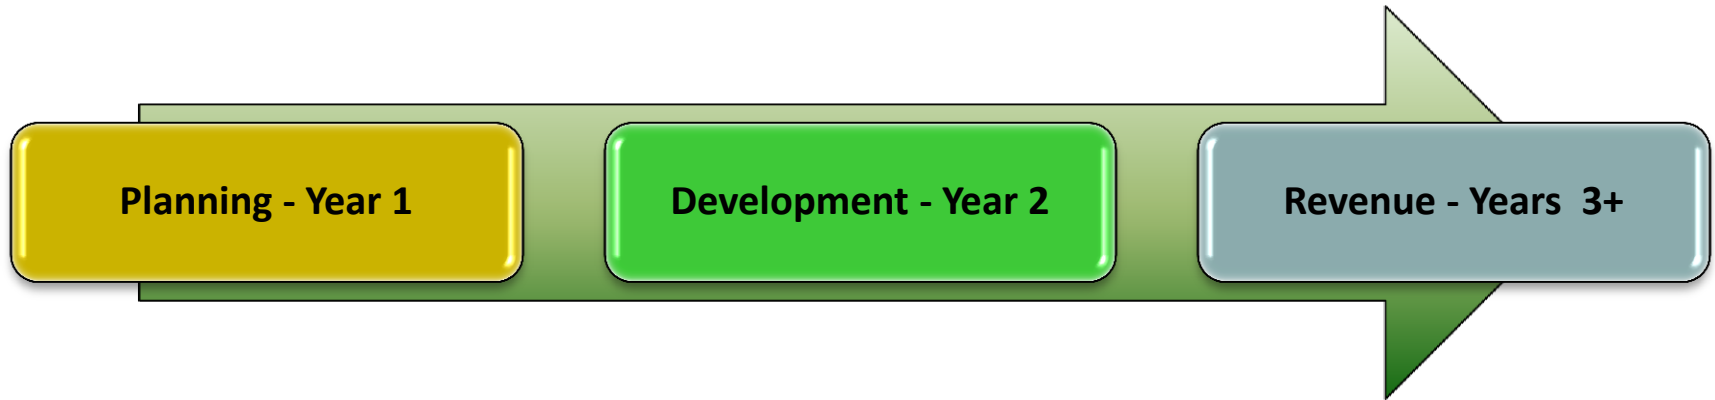 Planning - Year 1
Development - Year 2
Revenue - Years  3+